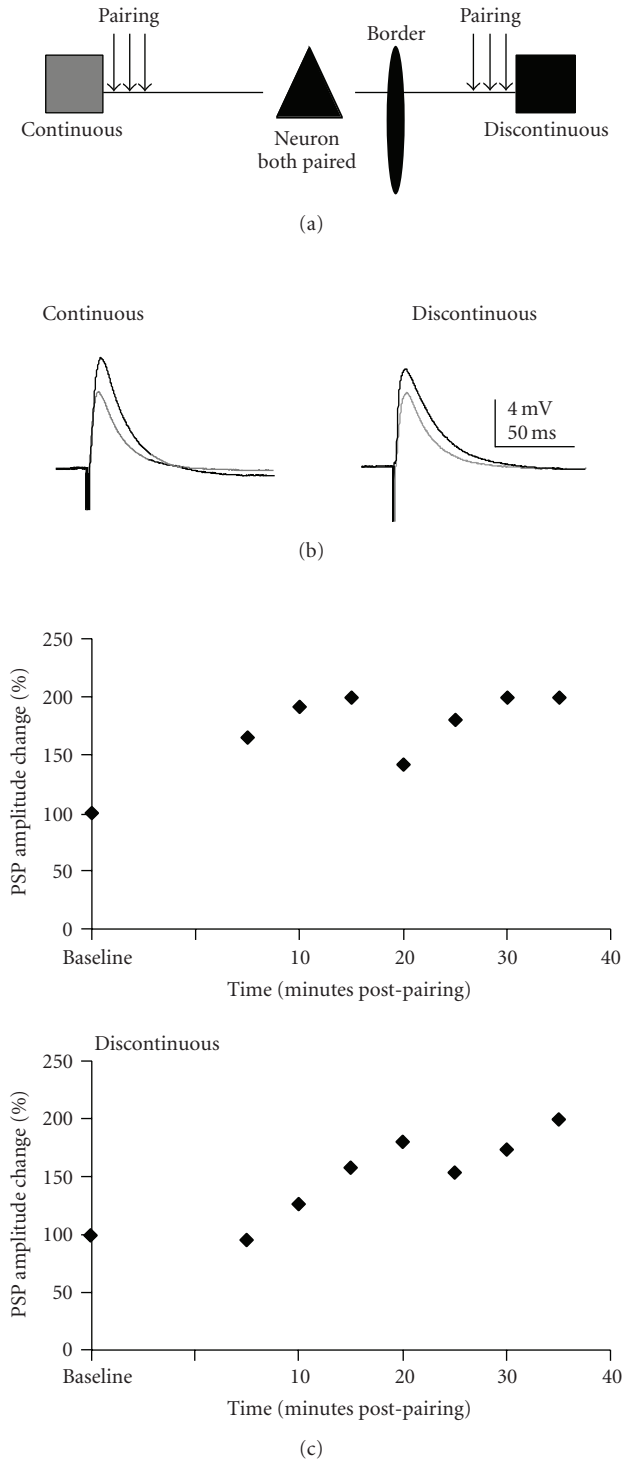 Pairing
Border
Pairing
Continuous
Neuron
both paired
Discontinuous
(a)
Continuous
Discontinuous
4 mV
50 ms
(b)
250
200
150
100
50
0
PSP amplitude change (%)
Baseline 10 20 30 40
Time (minutes post-pairing)
Discontinuous
250
200
150
100
50
0
PSP amplitude change (%)
Baseline 10 20 30 40
Time (minutes post-pairing)
(c)